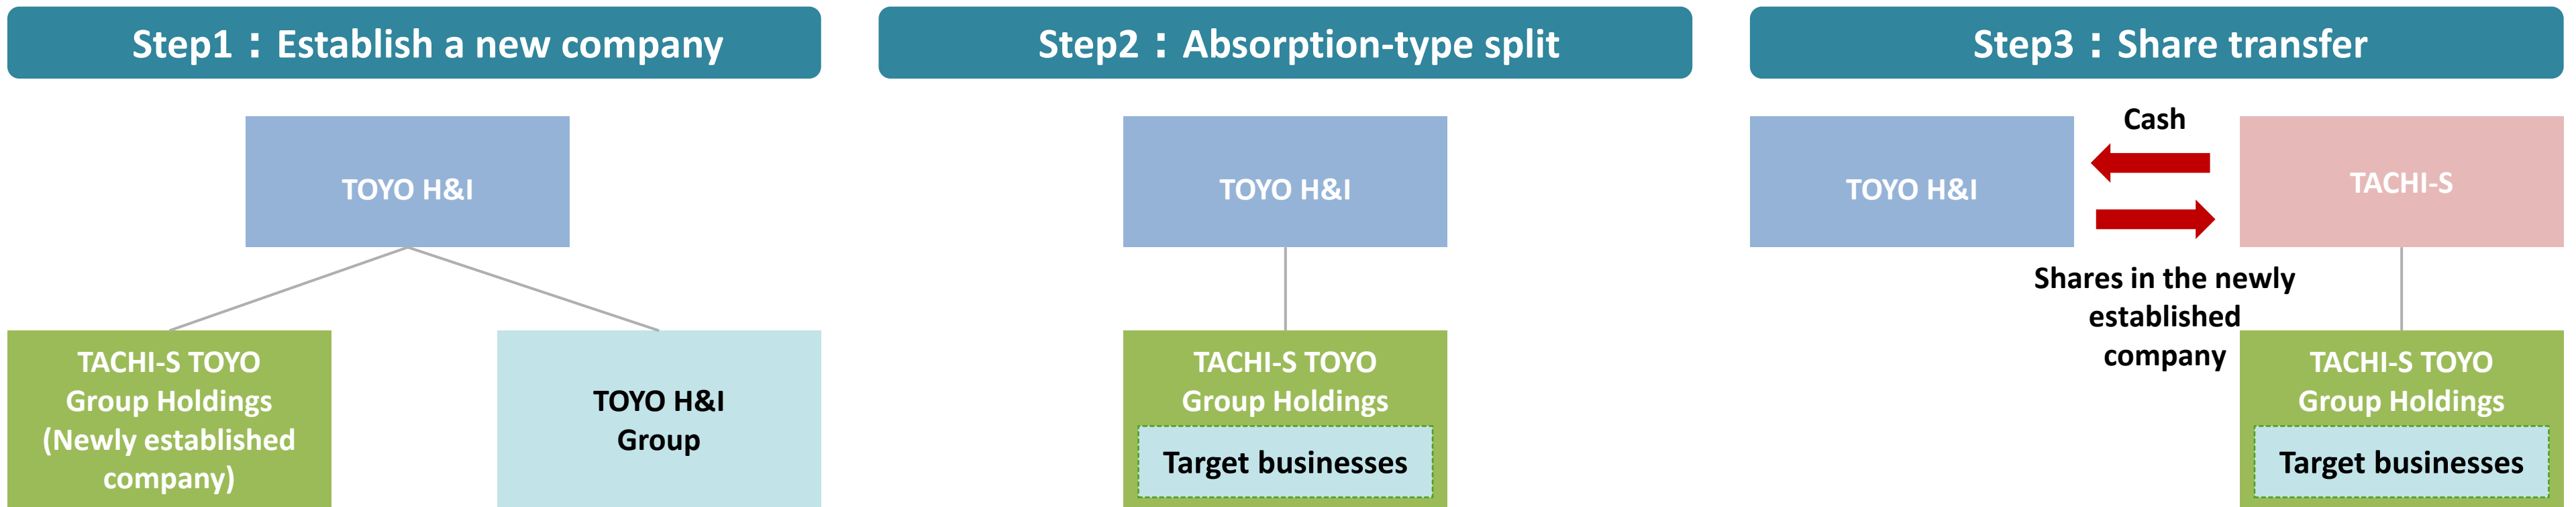 Step1：Establish a new company
TOYO H&I
TACHI-S TOYO
Group Holdings
(Newly established
company)
TOYO H&I
Group
Step2：Absorption-type split
TOYO H&I
TACHI-S TOYO
Group Holdings
Target businesses
Step3：Share transfer
TOYO H&I
Cash
TACHI-S
Shares in the newly
established
company
TACHI-S TOYO
Group Holdings
Target businesses